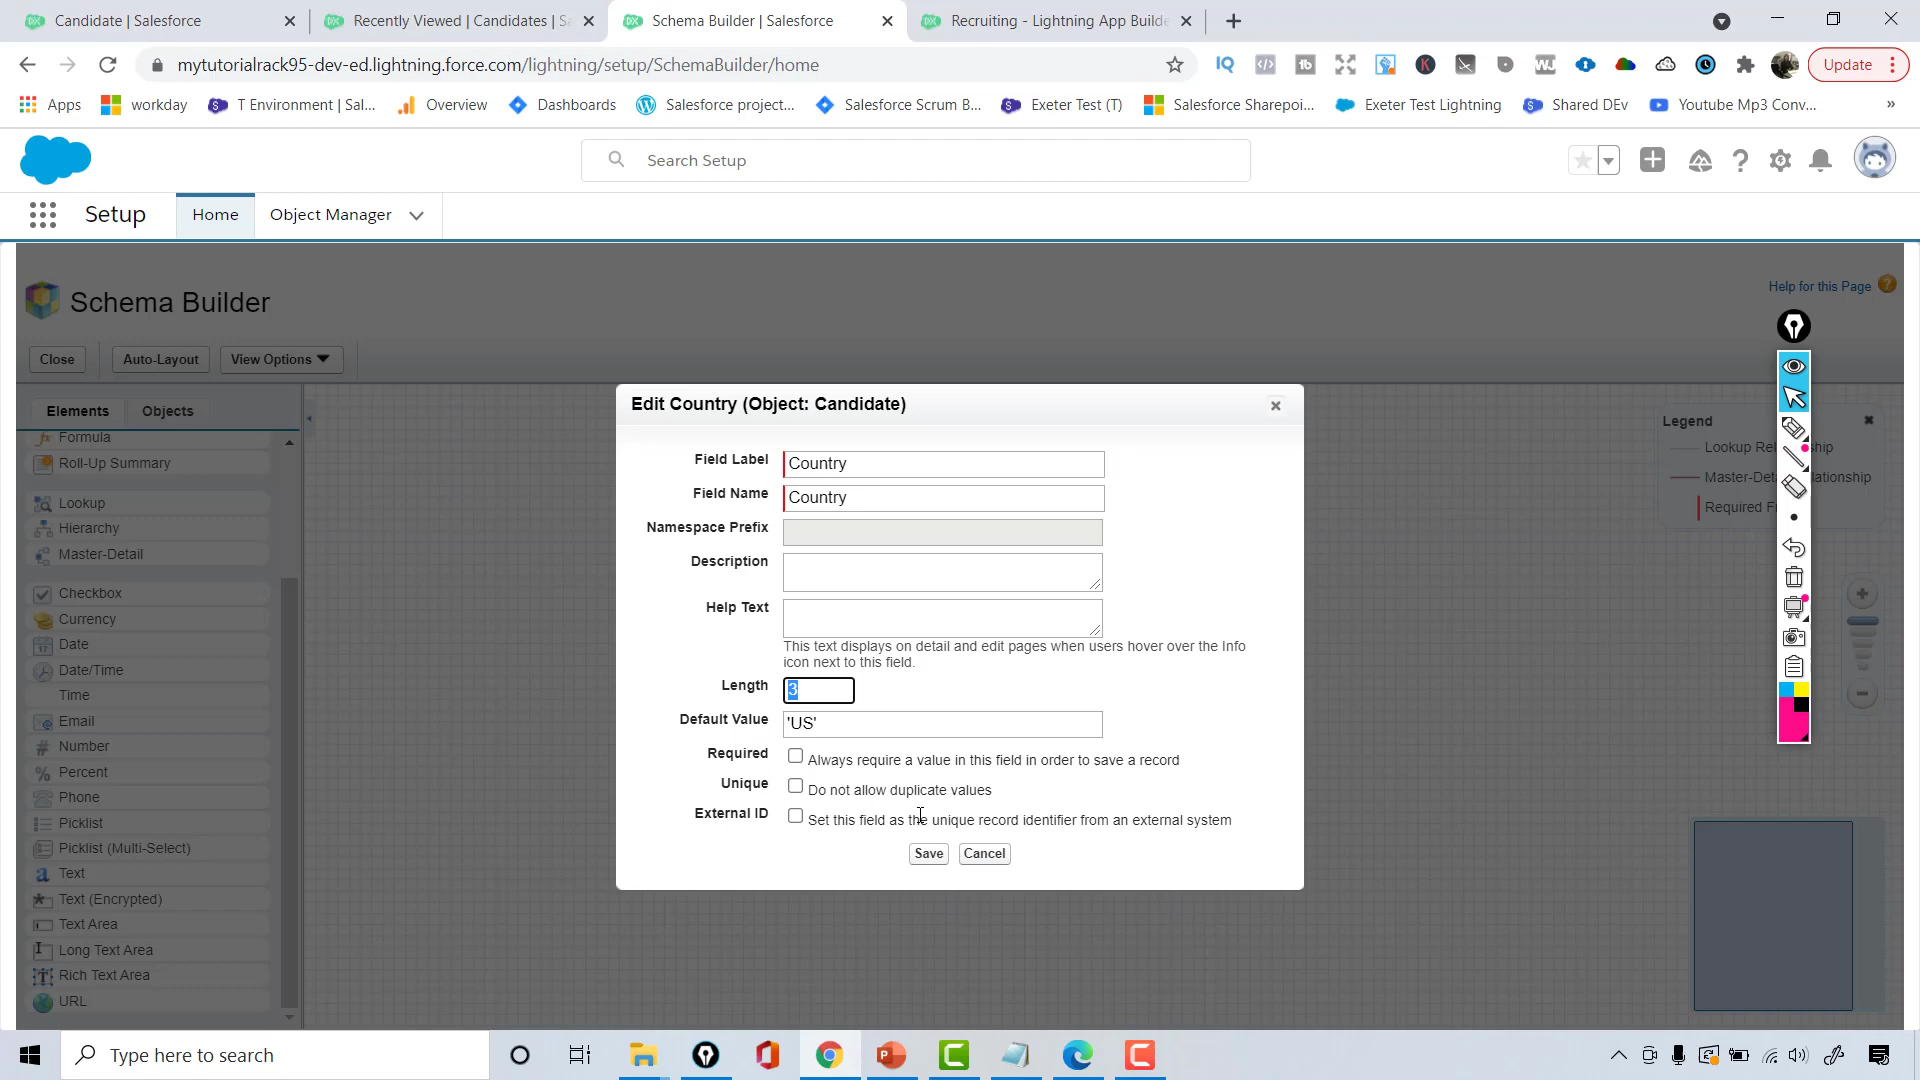 Candidate | Salesforce
Recently Viewed | Candidates | S
Schema Builder | Salesforce
Recruiting - Lightning App Builde
mytutorialrack95-dev-ed.lightning.force.com/lightning/setup/SchemaBuilder/home
Update
Apps
workday
T Environment | Sal...
Overview
Dashboards
Salesforce project...
Salesforce Scrum B...
Exeter Test (T)
Salesforce Sharepoi...
Exeter Test Lightning
Shared DEv
Youtube Mp3 Conv...
»
Search Setup
Setup
Home
Object Manager
Schema Builder
Help for this Page
Close
Auto-Layout
View Options
Elements
Objects
Formula
Roll-Up Summary
Lookup
Hierarchy
Master-Detail
Checkbox
Currency
Date
Date/Time
Time
Email
Number
Percent
Phone
Picklist
Picklist (Multi-Select)
Text
Text (Encrypted)
Text Area
Long Text Area
Rich Text Area
URL
Edit Country (Object: Candidate)
Field Label
Country
Field Name
Country
Namespace Prefix
Description
Help Text
This text displays on detail and edit pages when users hover over the Info
icon next to this field.
Length
3
Default Value
'US'
Required
Always require a value in this field in order to save a record
Unique
Do not allow duplicate values
External ID
Set this field as the unique record identifier from an external system
Save
Cancel
Legend
Lookup Rel ship
Master-Det lationship
Required F
Type here to search